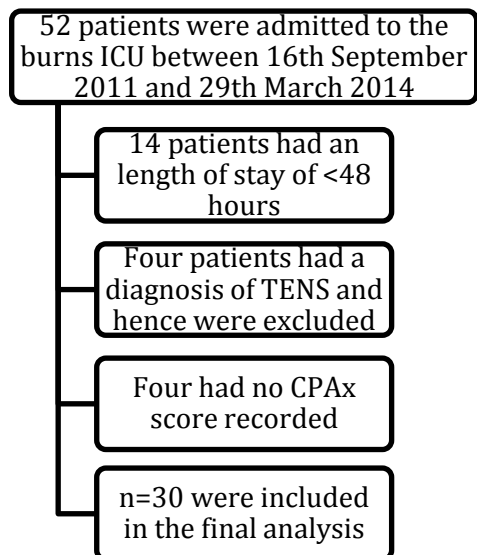 52 patients were admitted to the
burns ICU between 16th September
2011 and 29th March 2014
14 patients had an
length of stay of <48
hours
Four patients had a
diagnosis of TENS and
hence were excluded
Four had no CPAx
score recorded
n=30 were included
in the final analysis